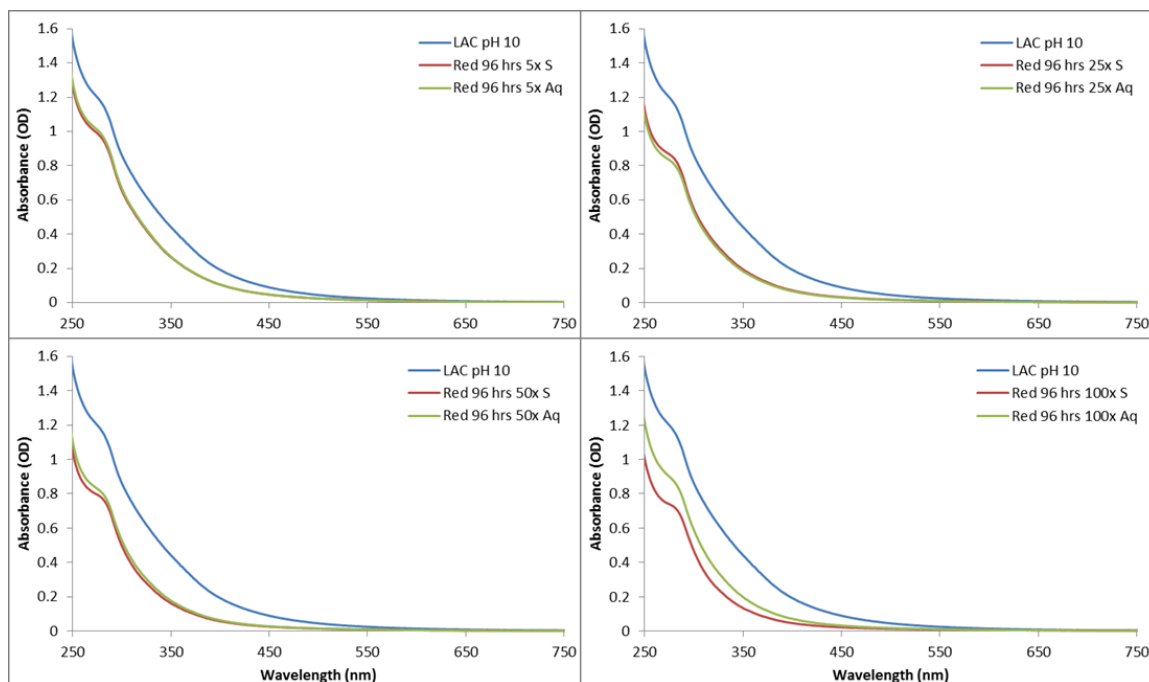 1.6
1.4
1.2
1
0.8
0.6
0.4
0.2
0
Absorbance (OD)
LAC pH 10
Red 96 hrs 5x S
Red 96 hrs 5x Aq
250 350 450 550 650 750
1.6
1.4
1.2
1
0.8
0.6
0.4
0.2
0
Absorbance (OD)
LAC pH 10
Red 96 hrs 25x S
Red 96 hrs 25x Aq
250 350 450 550 650 750
1.6
1.4
1.2
1
0.8
0.6
0.4
0.2
0
Absorbance (OD)
LAC pH 10
Red 96 hrs 50x S
Red 96 hrs 50x Aq
250 350 450 550 650 750
Wavelength (nm)
1.6
1.4
1.2
1
0.8
0.6
0.4
0.2
0
Absorbance (OD)
LAC pH 10
Red 96 hrs 100x S
Red 96 hrs 100x Aq
250 350 450 550 650 750
Wavelength (nm)